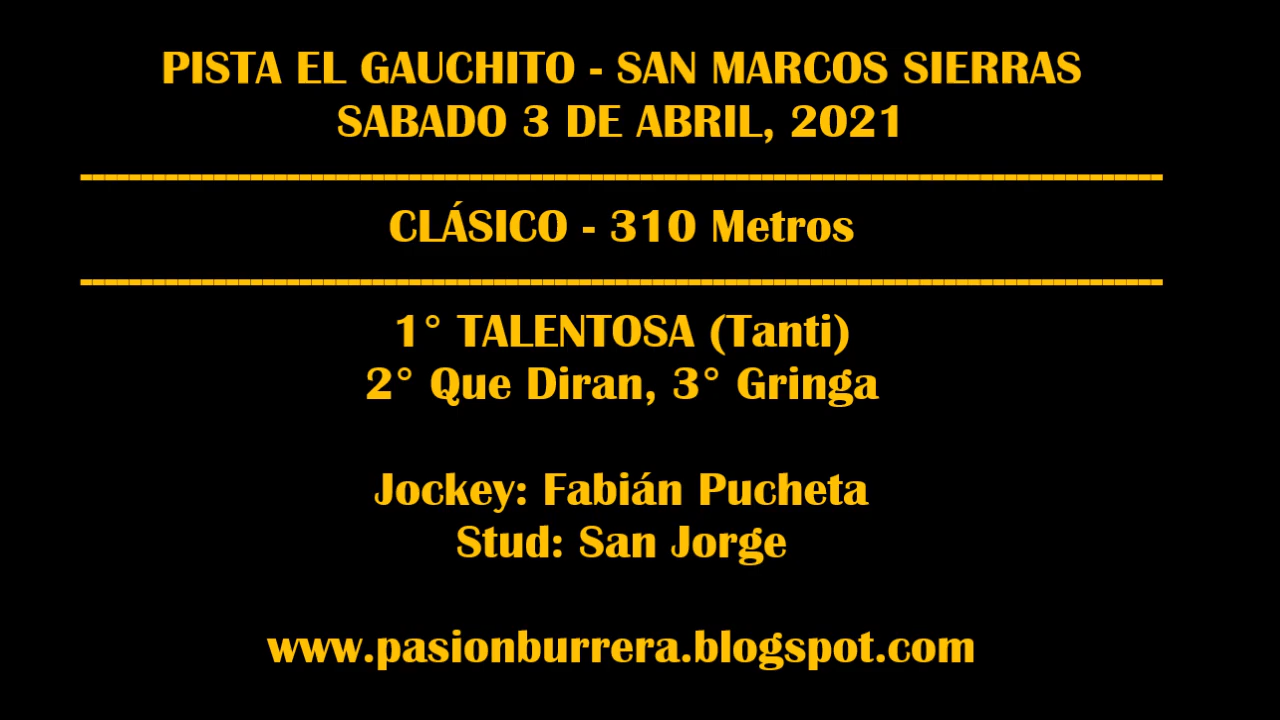 PISTA EL GAUCHITO - SAN MARCOS SIERRAS
SABADO 3 DE ABRIL, 2021
CLÁSICO - 310 Metros
1° TALENTOSA (Tanti)
2° Que Diran, 3° Gringa
Jockey: Fabián Pucheta
Stud: San Jorge
www.pasionburrera.blogspot.com